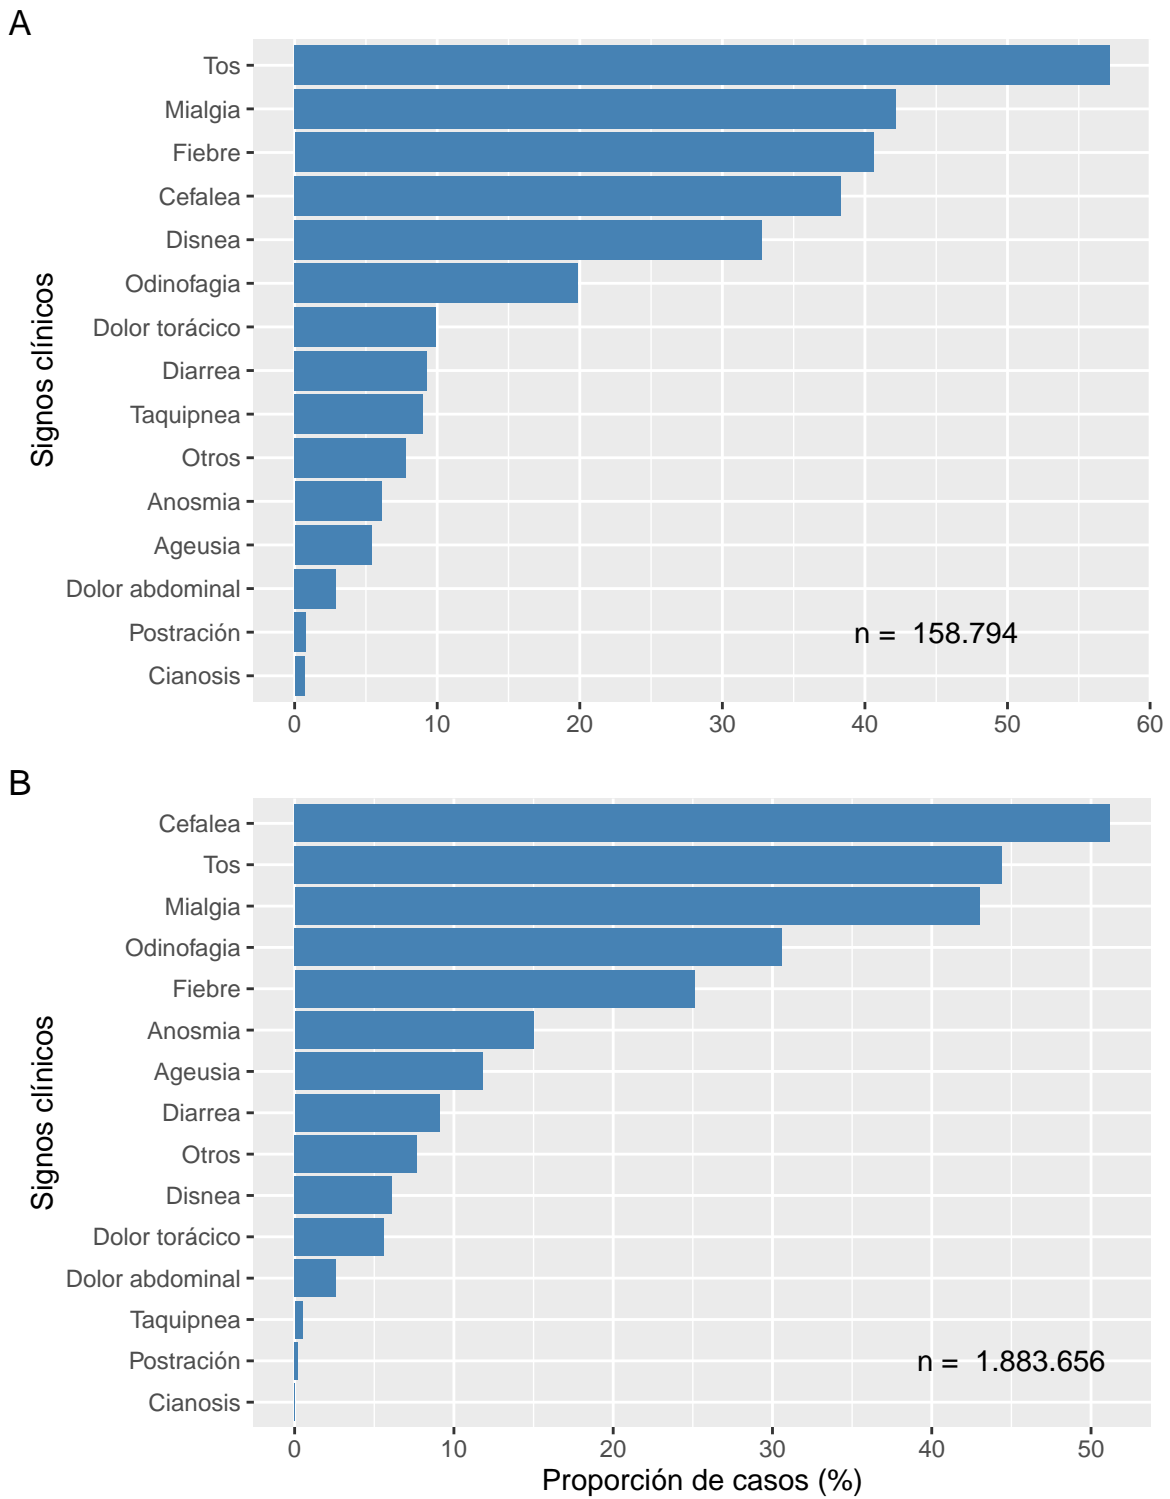 A
Signos clínicos
Tos
Mialgia
Fiebre
Cefalea
Disnea
Odinofagia
Dolor torácico
Diarrea
Taquipnea
Otros
Anosmia
Ageusia
Dolor abdominal
Postración
Cianosis
n =  158.794
0 10 20 30 40 50 60
B
Signos clínicos
Cefalea
Tos
Mialgia
Odinofagia
Fiebre
Anosmia
Ageusia
Diarrea
Otros
Disnea
Dolor torácico
Dolor abdominal
Taquipnea
Postración
Cianosis
n =  1.883.656
0 10 20 30 40 50
Proporción de casos (%)